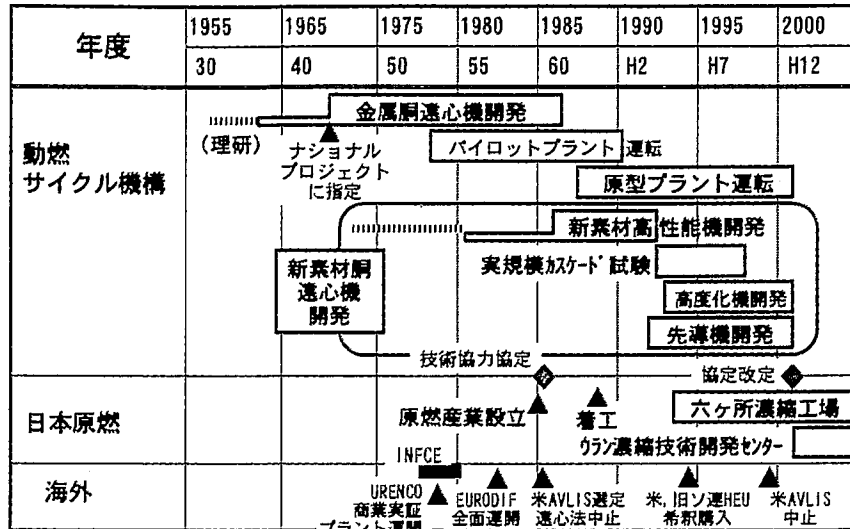 年度
1955 1965 1975 1980 1985 1990 1995 2000
30 40 50 55 60 H2 H7 H12
動燃
サイクル機構
金属胴遠心機開発
(理研)
ナショナル
プロジェクト
に指定
パイロットプラント運転
原型プラント運転
新素材高性能機開発
実規模カスケード試験
新素材胴
遠心機
開発
高度化機開発
先導機開発
技術協力協定
協定改定
日本原燃
原燃産業設立
着工
六ヶ所濃縮工場
ウラン濃縮技術開発センター
海外
INFCE
URENCO
商業実証
プラント運開
EURODIF
全面運開
米AVLIS選定
遠心法中止
米,旧ソ連HEU
希釈購入
米AVLIS
中止